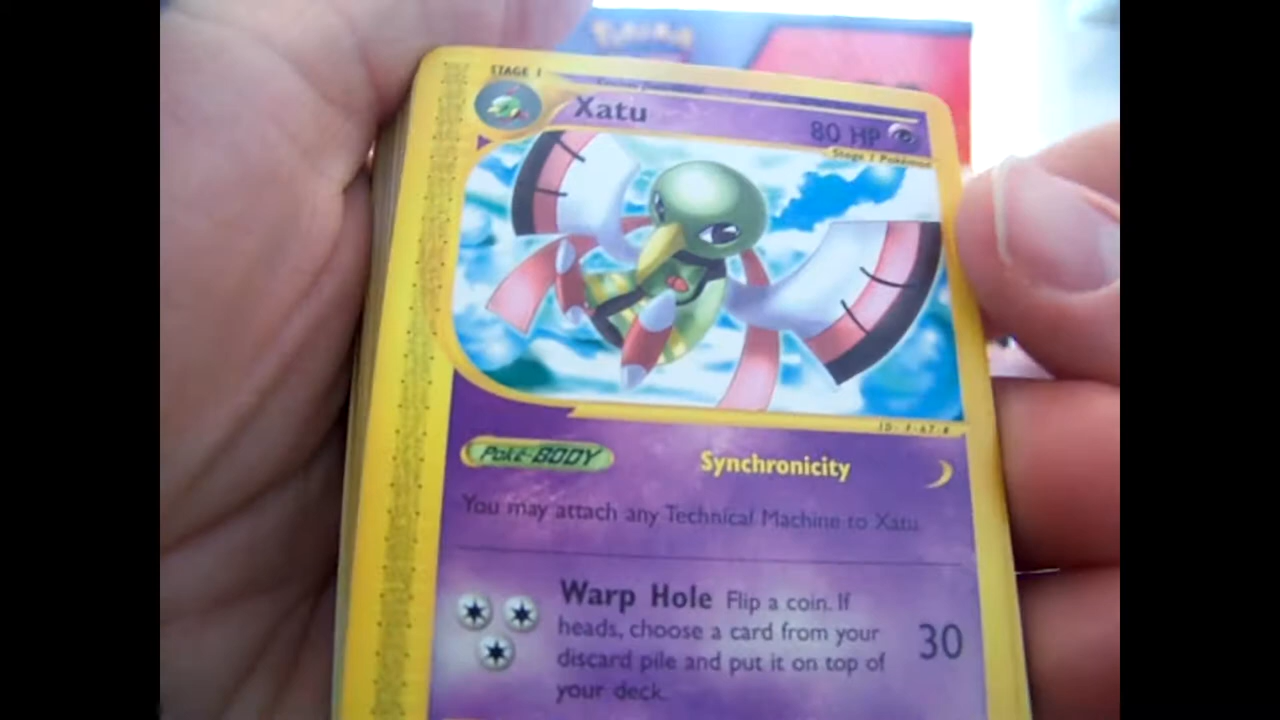 STAGE 1
Xatu
80 HP
Stage 1 Pokémon
Poké-BODY
Synchronicity
You may attach any Technical Machine to Xatu.
Warp Hole Flip a coin. If
heads, choose a card from your
discard pile and put it on top of
your deck.
30